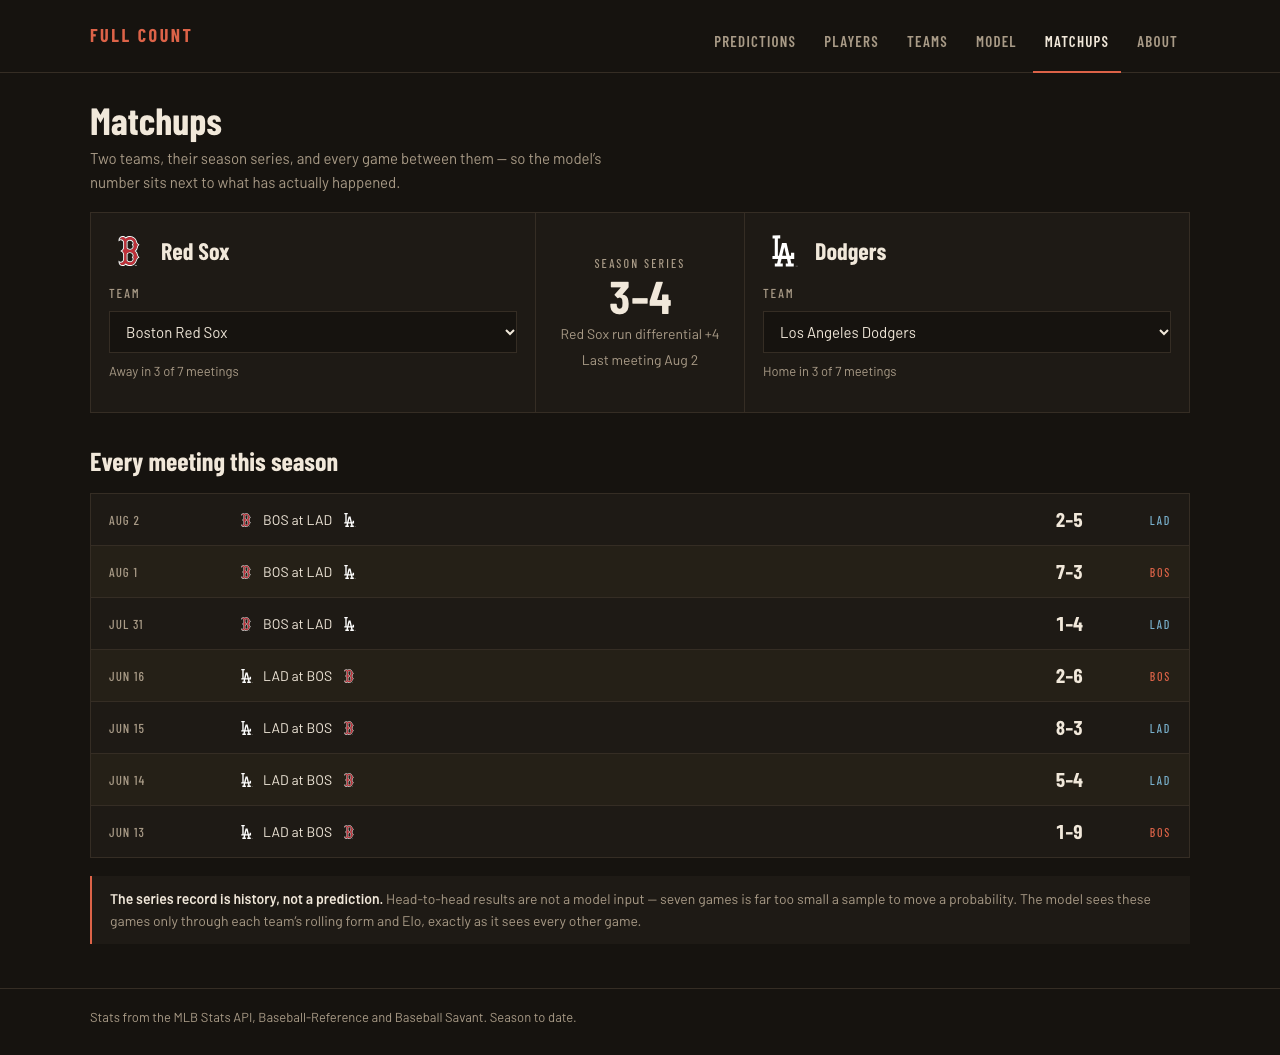 FULL COUNT
PREDICTIONS PLAYERS TEAMS MODEL MATCHUPS ABOUT
Matchups
Two teams, their season series, and every game between them — so the model’s
number sits next to what has actually happened.
B Red Sox
TEAM
Boston Red Sox
Away in 3 of 7 meetings
SEASON SERIES
3–4
Red Sox run differential +4
Last meeting Aug 2
LA Dodgers
TEAM
Los Angeles Dodgers
Home in 3 of 7 meetings
Every meeting this season
AUG 2 B BOS at LAD LA 2–5 LAD
AUG 1 B BOS at LAD LA 7–3 BOS
JUL 31 B BOS at LAD LA 1–4 LAD
JUN 16 LA LAD at BOS B 2–6 BOS
JUN 15 LA LAD at BOS B 8–3 LAD
JUN 14 LA LAD at BOS B 5–4 LAD
JUN 13 LA LAD at BOS B 1–9 BOS
The series record is history, not a prediction. Head-to-head results are not a model input — seven games is far too small a sample to move a probability. The model sees these
games only through each team’s rolling form and Elo, exactly as it sees every other game.
Stats from the MLB Stats API, Baseball-Reference and Baseball Savant. Season to date.